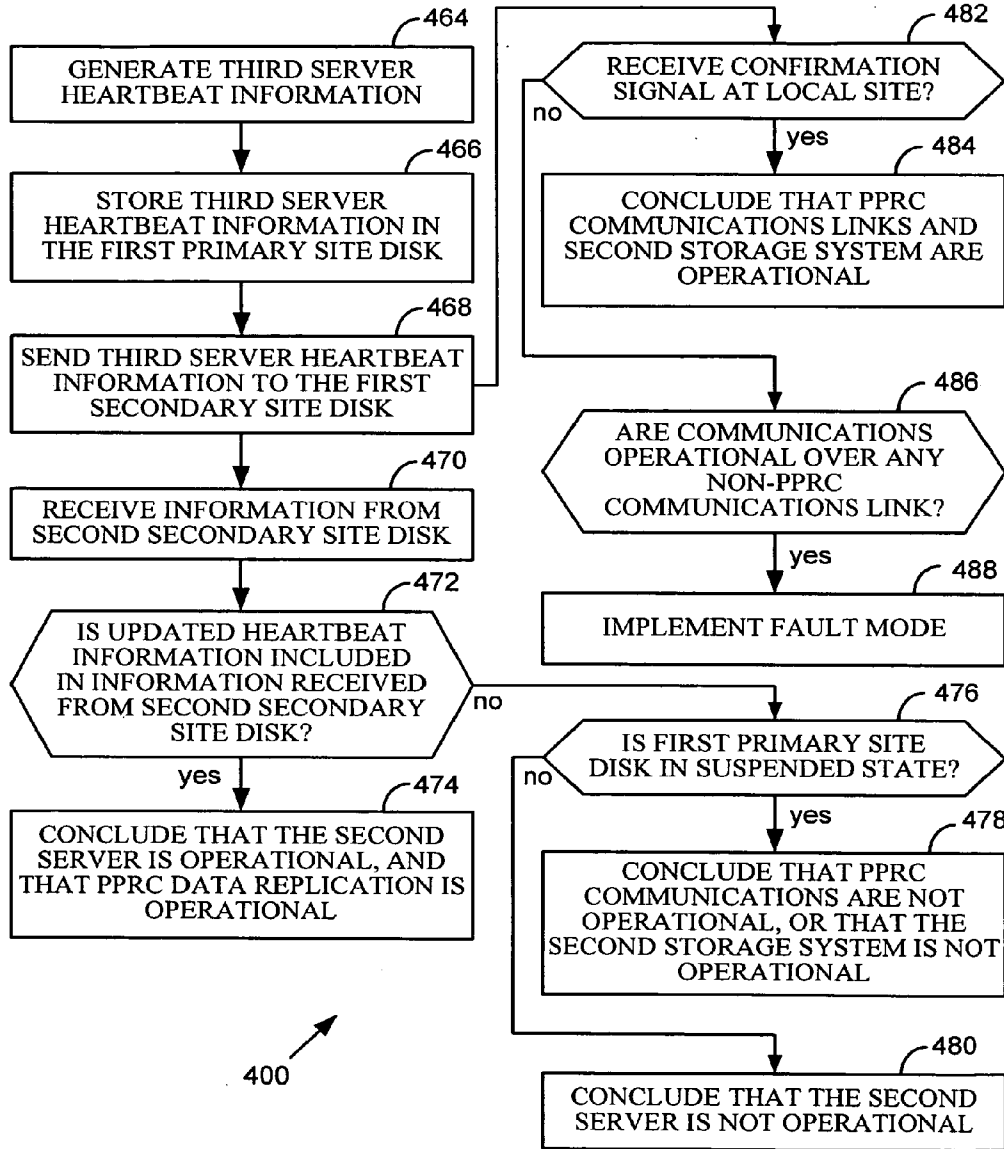 464
GENERATE THIRD SERVER
HEARTBEAT INFORMATION
466
STORE THIRD SERVER
HEARTBEAT INFORMATION IN
THE FIRST PRIMARY SITE DISK
468
SEND THIRD SERVER HEARTBEAT
INFORMATION TO THE FIRST
SECONDARY SITE DISK
470
RECEIVE INFORMATION FROM
SECOND SECONDARY SITE DISK
472
IS UPDATED HEARTBEAT
INFORMATION INCLUDED
IN INFORMATION RECEIVED
FROM SECOND SECONDARY
SITE DISK?
no
yes
474
CONCLUDE THAT THE SECOND
SERVER IS OPERATIONAL, AND
THAT PPRC DATA REPLICATION IS
OPERATIONAL
400
482
RECEIVE CONFIRMATION
SIGNAL AT LOCAL SITE?
no
yes
484
CONCLUDE THAT PPRC
COMMUNICATIONS LINKS AND
SECOND STORAGE SYSTEM ARE
OPERATIONAL
486
ARE COMMUNICATIONS
OPERATIONAL OVER ANY
NON-PPRC
COMMUNICATIONS LINK?
yes
488
IMPLEMENT FAULT MODE
476
IS FIRST PRIMARY SITE
DISK IN SUSPENDED STATE?
no
yes
478
CONCLUDE THAT PPRC
COMMUNICATIONS ARE NOT
OPERATIONAL, OR THAT THE
SECOND STORAGE SYSTEM IS NOT
OPERATIONAL
480
CONCLUDE THAT THE SECOND
SERVER IS NOT OPERATIONAL